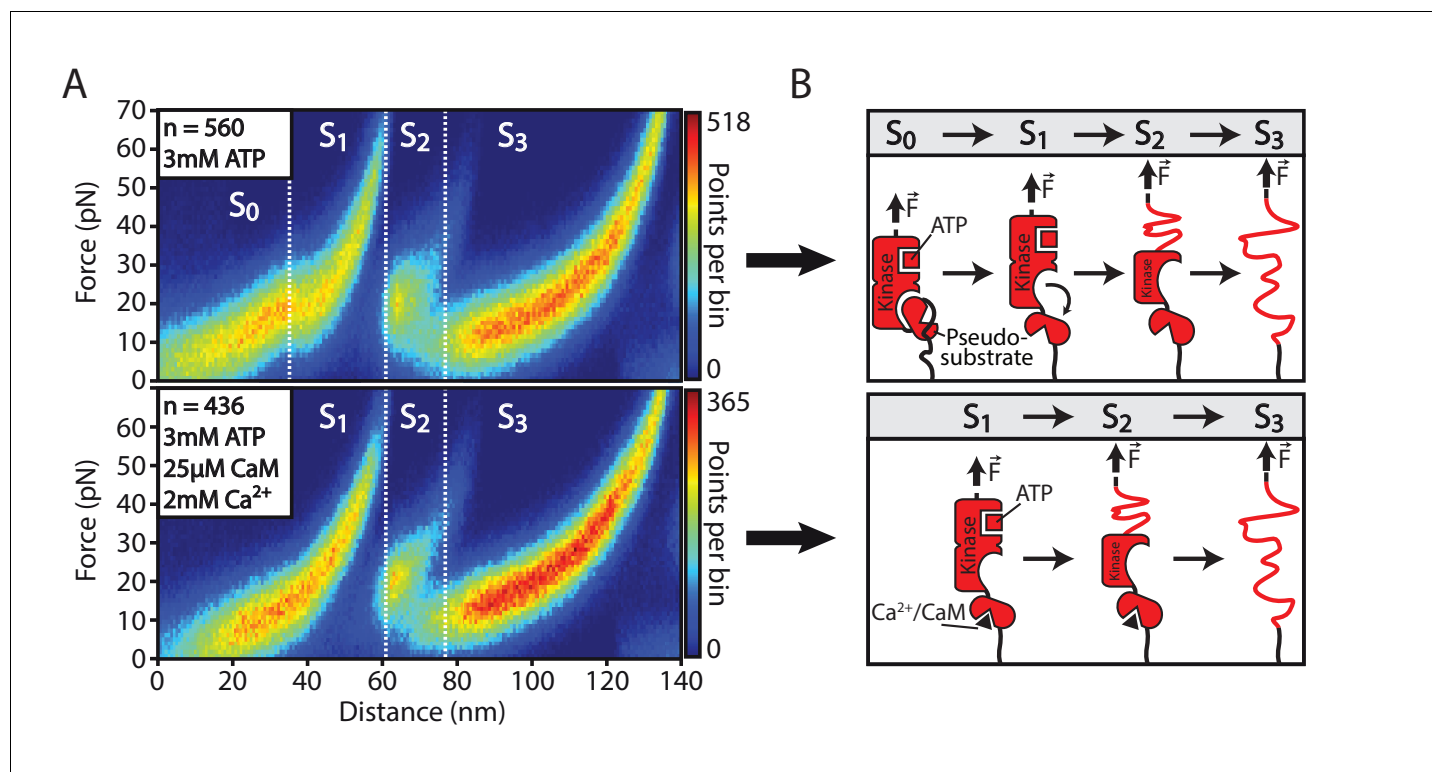 A
B
70
60
50
40
30
20
10
0
Force (pN)
n = 560
3mM ATP
S0
S1
S2
S3
518
Points per bin
0
S0 S1 S2 S3
F
F
F
F
ATP
Kinase
Kinase
Kinase
Pseudo-
substrate
60
50
40
30
20
10
0
Force (pN)
n = 436
3mM ATP
25µM CaM
2mM Ca²⁺
S1
S2
S3
365
Points per bin
0
0 20 40 60 80 100 120 140
Distance (nm)
S1 S2 S3
F
F
F
ATP
Kinase
Kinase
Ca²⁺/CaM